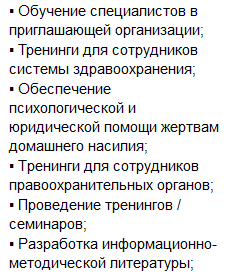 ▪ Обучение специалистов в
приглашающей организации;
▪ Тренинги для сотрудников
системы здравоохранения;
▪ Обеспечение
психологической и
юридической помощи жертвам
домашнего насилия;
▪ Тренинги для сотрудников
правоохранительных органов;
▪ Проведение тренингов /
семинаров;
▪ Разработка информационно-
методической литературы;